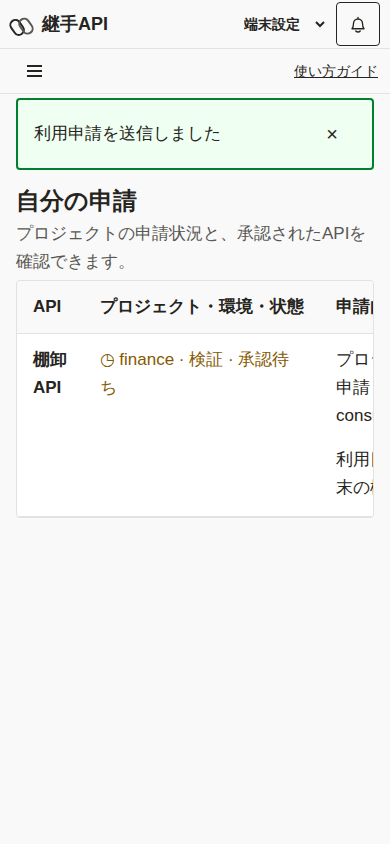 継手API
端末設定
使い方ガイド
利用申請を送信しました
×
自分の申請
プロジェクトの申請状況と、承認されたAPIを
確認できます。
API プロジェクト・環境・状態 申請
棚卸 API
finance · 検証 · 承認待
ち
プロ
申請
cons
利用
末の